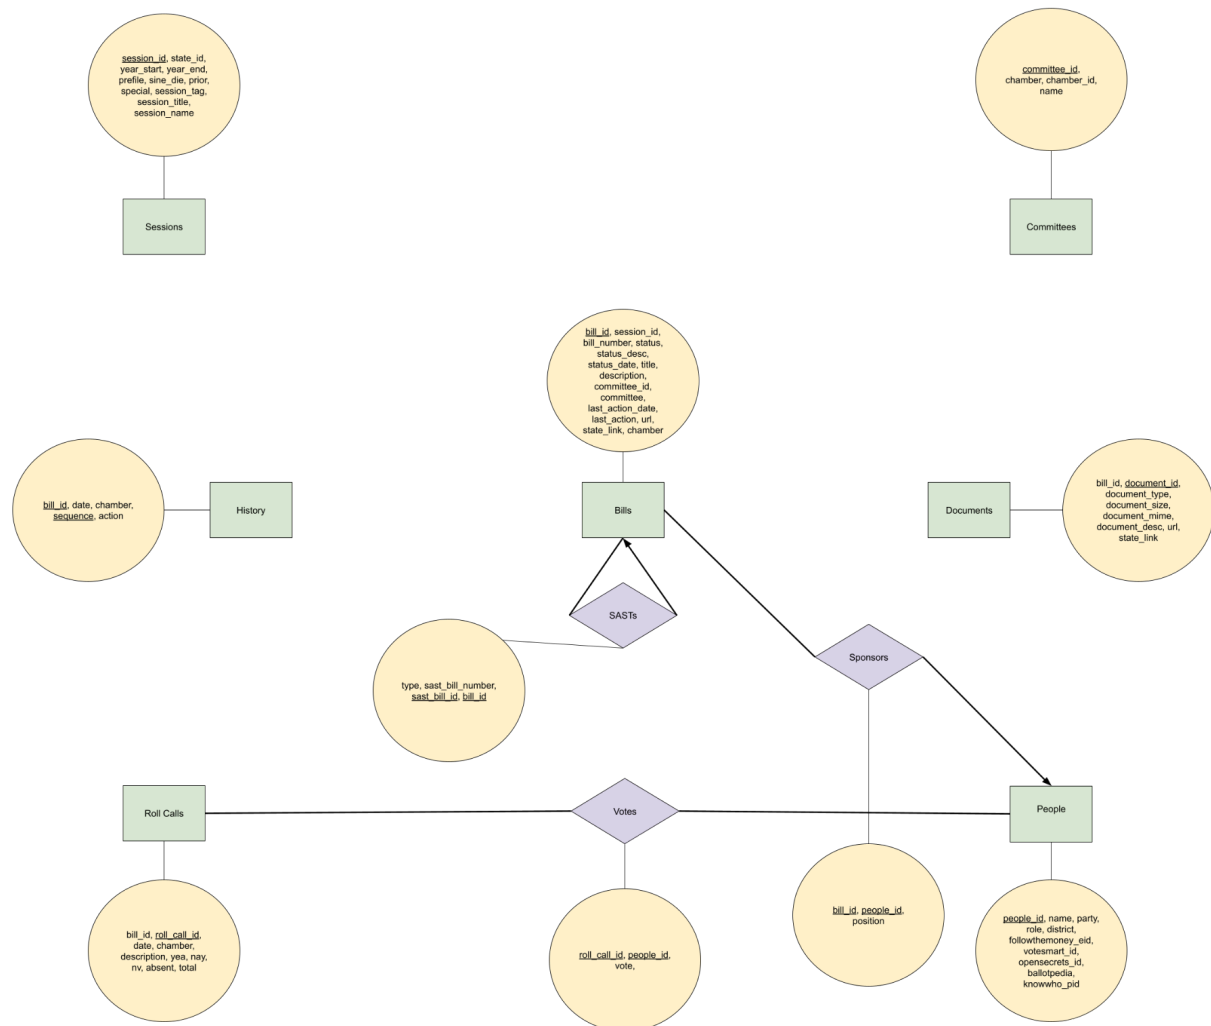 session_id, state_id,
year_start, year_end,
prefile, sine_die, prior,
special, session_tag,
session_title,
session_name
committee_id,
chamber, chamber_id,
name
Sessions
Committees
bill_id, session_id,
bill_number, status,
status_desc,
status_date, title,
description,
committee_id,
committee,
last_action_date,
last_action, url,
state_link, chamber
bill_id, date, chamber,
sequence, action
History
Bills
Documents
bill_id, document_id,
document_type,
document_size,
document_mime,
document_desc, url,
state_link
SASTs
type, sast_bill_number,
sast_bill_id, bill_id
Sponsors
Roll Calls
Votes
People
bill_id, roll_call_id,
date, chamber,
description, yea, nay,
nv, absent, total
roll_call_id, people_id,
vote,
bill_id, people_id,
position
people_id, name, party,
role, district,
followthemoney_eid,
votesmart_id,
opensecrets_id,
ballotpedia,
knowwho_pid